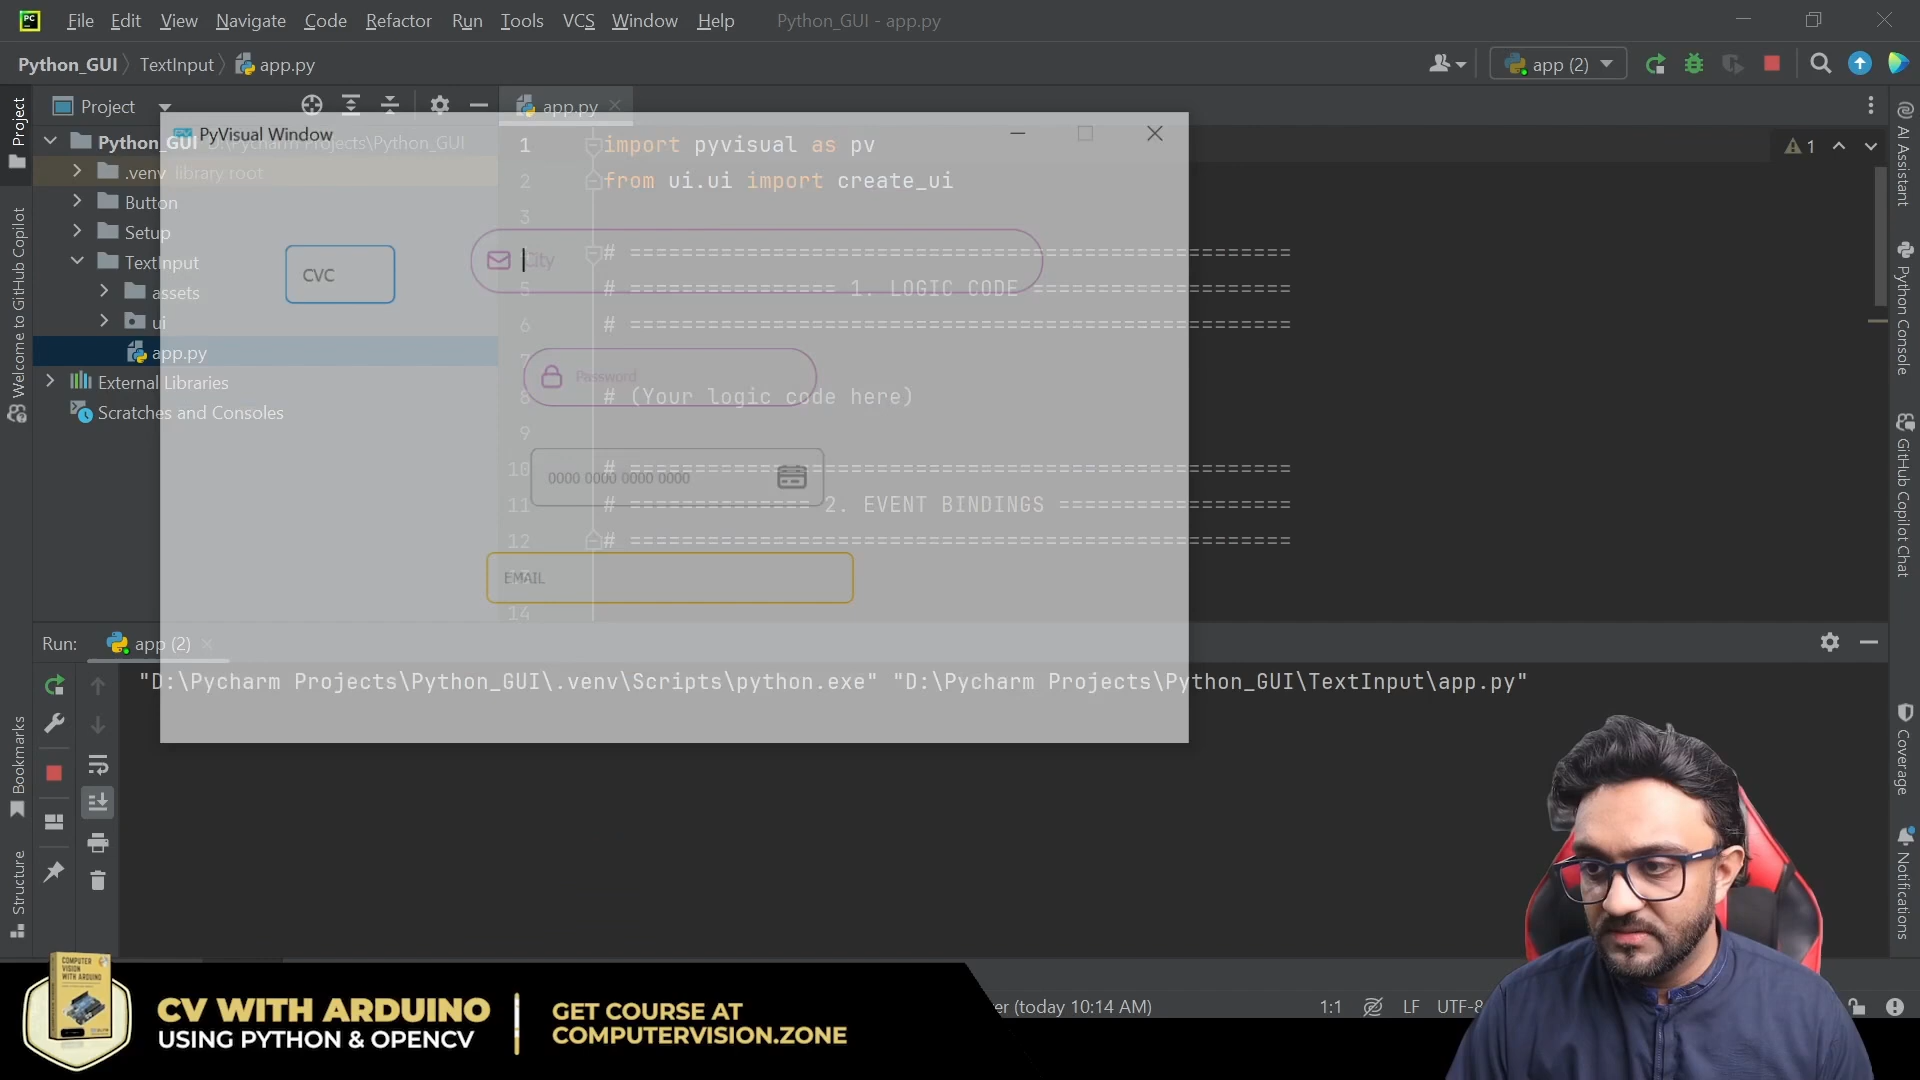 PC File Edit View Navigate Code Refactor Run Tools VCS Window Help Python_GUI - app.py
Python_GUI TextInput app.py app (2)
Project app.py
PyVisual Window
Python_GUI D:\Pycharm Projects\Python_GUI
.venv library root
Button
Setup
TextInput
assets
ui
app.py
External Libraries
Scratches and Consoles
1 import pyvisual as pv
2 from ui.ui import create_ui
3
# ====================================================
5 # ================ 1. LOGIC CODE =====================
6 # ====================================================
7
8 # (Your logic code here)
9
10 # ====================================================
11 # ============== 2. EVENT BINDINGS ===================
12 # ====================================================
13
14
1
CVC
City
Password
0000 0000 0000 0000
EMAIL
Run: app (2)
"D:\Pycharm Projects\Python_GUI\.venv\Scripts\python.exe" "D:\Pycharm Projects\Python_GUI\TextInput\app.py"
Project
Welcome to GitHub Copilot
Bookmarks
Structure
AI Assistant
Python Console
GitHub Copilot Chat
Coverage
Notifications
er (today 10:14 AM) 1:1 LF UTF-8
COMPUTER
VISION
WITH ARDUINO
CV WITH ARDUINO
USING PYTHON & OPENCV
GET COURSE AT
COMPUTERVISION.ZONE